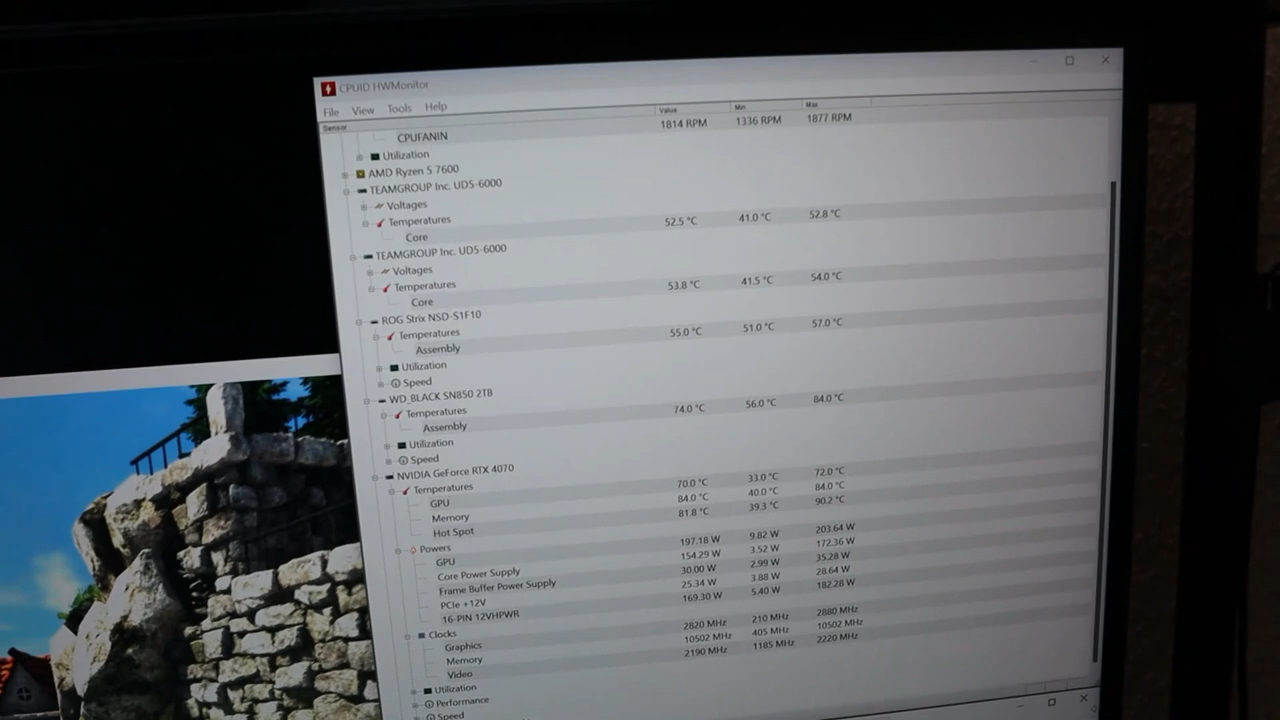 CPUID HWMonitor
File View Tools Help
Sensor Value Min Max
CPUFANIN 1814 RPM 1336 RPM 1877 RPM
Utilization
AMD Ryzen 5 7600
TEAMGROUP Inc. UD5-6000
Voltages
Temperatures
Core 52.5 °C 41.0 °C 52.8 °C
TEAMGROUP Inc. UD5-6000
Voltages
Temperatures
Core 53.8 °C 41.5 °C 54.0 °C
ROG Strix NSD-S1F10
Temperatures
Assembly 55.0 °C 51.0 °C 57.0 °C
Utilization
Speed
WD_BLACK SN850 2TB
Temperatures
Assembly 74.0 °C 56.0 °C 84.0 °C
Utilization
Speed
NVIDIA GeForce RTX 4070
Temperatures
GPU 70.0 °C 33.0 °C 72.0 °C
Memory 84.0 °C 40.0 °C 84.0 °C
Hot Spot 81.8 °C 39.3 °C 90.2 °C
Powers
GPU 197.18 W 9.82 W 203.64 W
Core Power Supply 154.29 W 3.52 W 172.36 W
Frame Buffer Power Supply 30.00 W 2.99 W 35.28 W
PCIe +12V 25.34 W 3.88 W 28.64 W
16-PIN 12VHPWR 169.30 W 5.40 W 182.28 W
Clocks
Graphics 2820 MHz 210 MHz 2880 MHz
Memory 10502 MHz 405 MHz 10502 MHz
Video 2190 MHz 1185 MHz 2220 MHz
Utilization
Performance
Speed